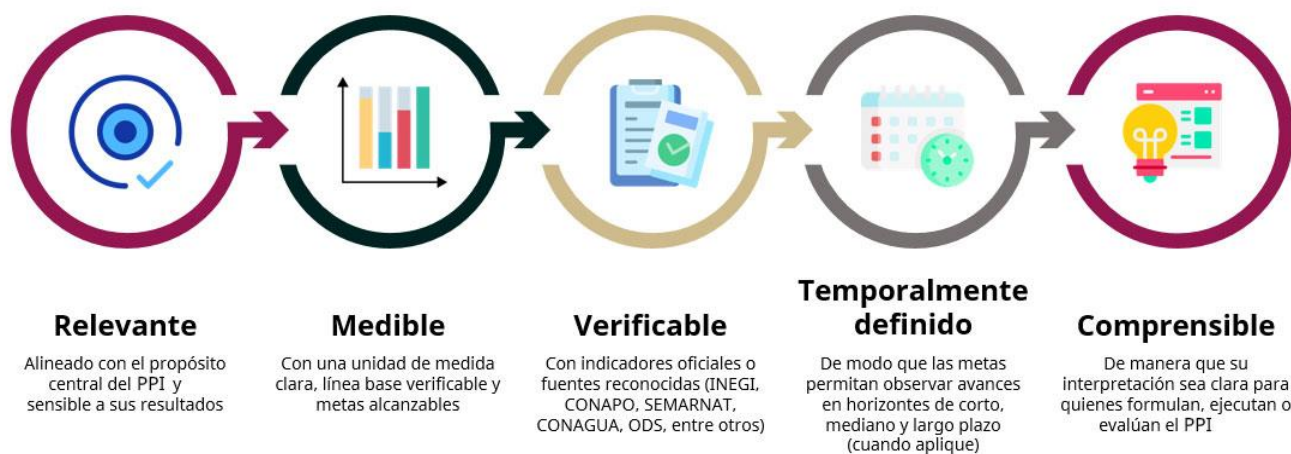 Relevante
Alineado con el propósito
central del PPI y
sensible a sus resultados
Medible
Con una unidad de medida
clara, línea base verificable y
metas alcanzables
Verificable
Con indicadores oficiales o
fuentes reconocidas (INEGI,
CONAPO, SEMARNAT,
CONAGUA, ODS, entre otros)
Temporalmente
definido
De modo que las metas
permitan observar avances
en horizontes de corto,
mediano y largo plazo
(cuando aplique)
Comprensible
De manera que su
interpretación sea clara para
quienes formulan, ejecutan o
evalúan el PPI